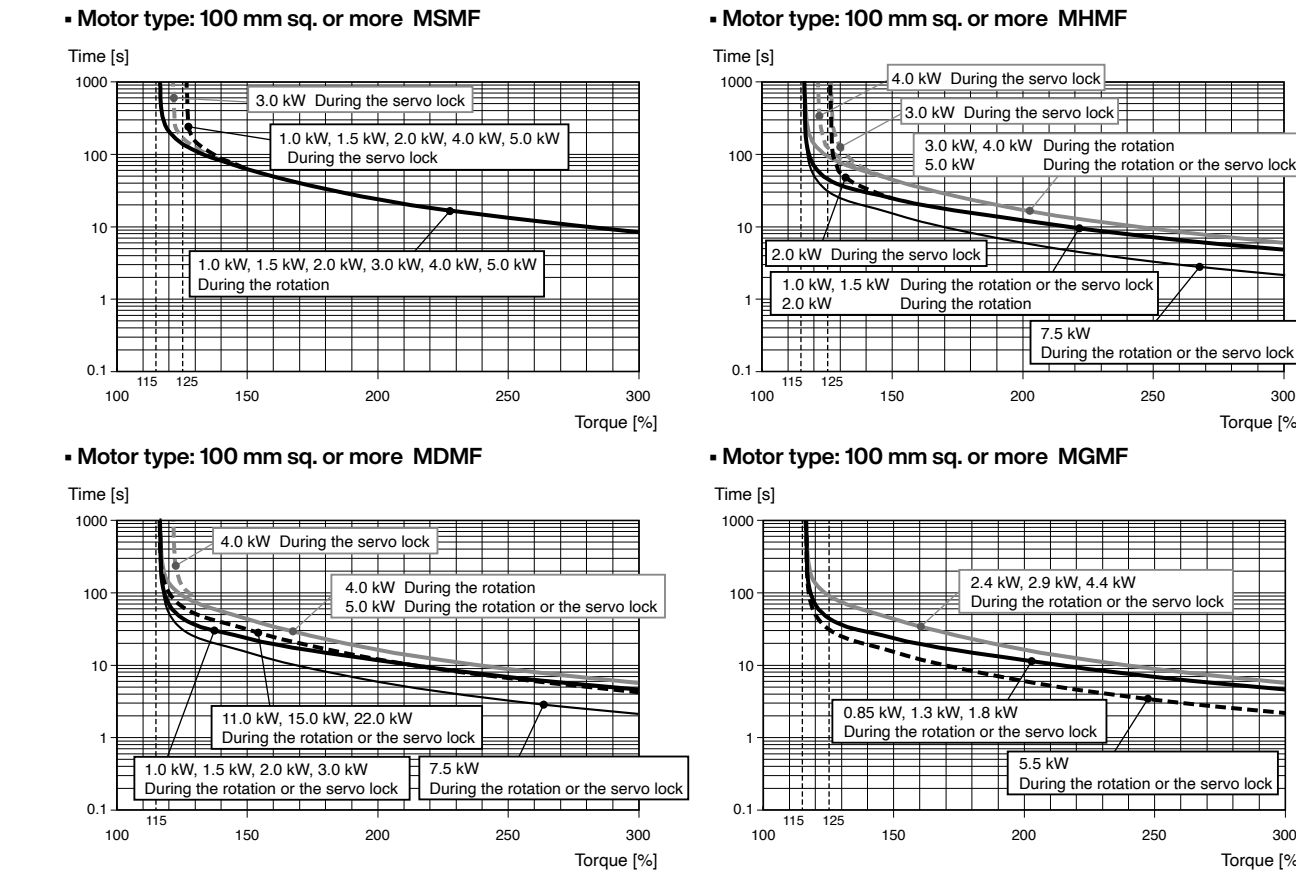 ▪ Motor type: 100 mm sq. or more MSMF
Time [s]
1000
100
10
1
0.1
3.0 kW During the servo lock
1.0 kW, 1.5 kW, 2.0 kW, 4.0 kW, 5.0 kW
During the servo lock
1.0 kW, 1.5 kW, 2.0 kW, 3.0 kW, 4.0 kW, 5.0 kW
During the rotation
115 125
100 150 200 250 300
Torque [%]
▪ Motor type: 100 mm sq. or more MHMF
Time [s]
1000
100
10
1
0.1
4.0 kW During the servo lock
3.0 kW During the servo lock
3.0 kW, 4.0 kW During the rotation
5.0 kW During the rotation or the servo lock
2.0 kW During the servo lock
1.0 kW, 1.5 kW During the rotation or the servo lock
2.0 kW During the rotation
7.5 kW
During the rotation or the servo lock
115 125
100 150 200 250 300
Torque [%
▪ Motor type: 100 mm sq. or more MDMF
Time [s]
1000
100
10
1
0.1
4.0 kW During the servo lock
4.0 kW During the rotation
5.0 kW During the rotation or the servo lock
11.0 kW, 15.0 kW, 22.0 kW
During the rotation or the servo lock
1.0 kW, 1.5 kW, 2.0 kW, 3.0 kW
During the rotation or the servo lock
7.5 kW
During the rotation or the servo lock
115
100 150 200 250 300
Torque [%]
▪ Motor type: 100 mm sq. or more MGMF
Time [s]
1000
100
10
1
0.1
2.4 kW, 2.9 kW, 4.4 kW
During the rotation or the servo lock
0.85 kW, 1.3 kW, 1.8 kW
During the rotation or the servo lock
5.5 kW
During the rotation or the servo lock
115 125
100 150 200 250 300
Torque [%